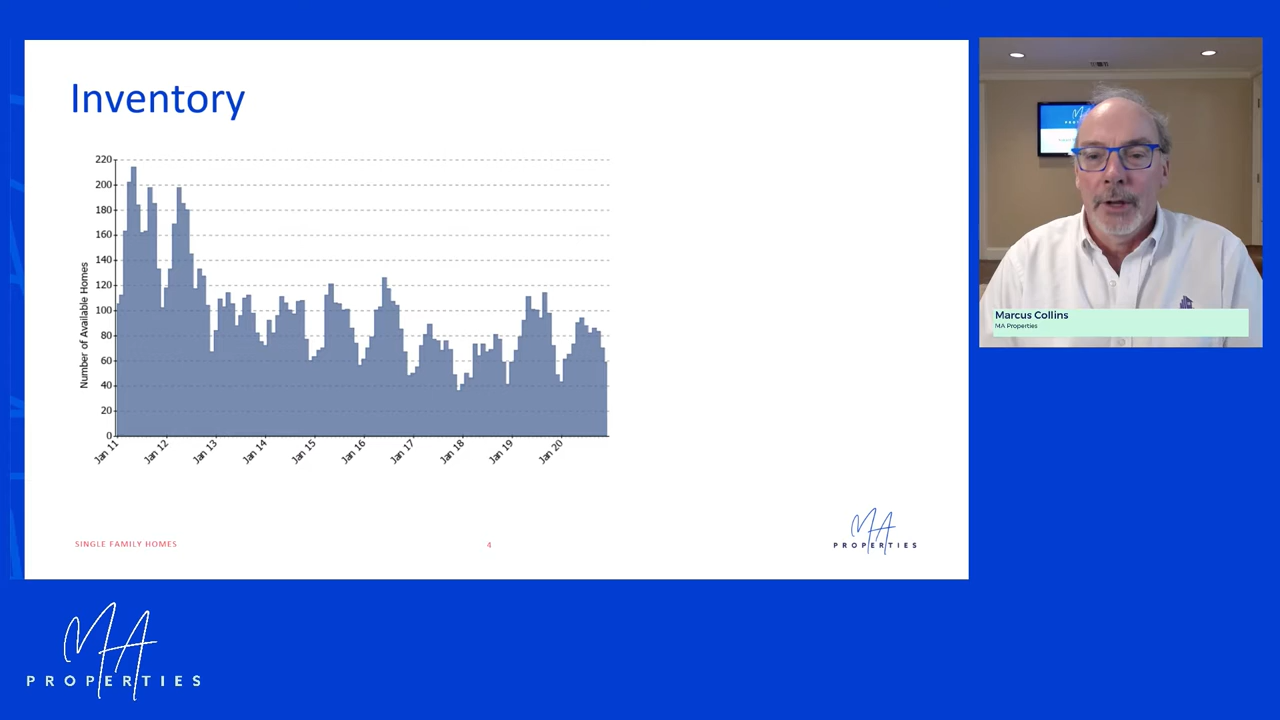 Inventory
220
200
180
160
140
120
100
80
60
40
20
0
Number of Available Homes
Jan 11
Jan 12
Jan 13
Jan 14
Jan 15
Jan 16
Jan 17
Jan 18
Jan 19
Jan 20
SINGLE FAMILY HOMES
4
MA
PROPERTIES
Marcus Collins
MA Properties
MA
PROPERTIES